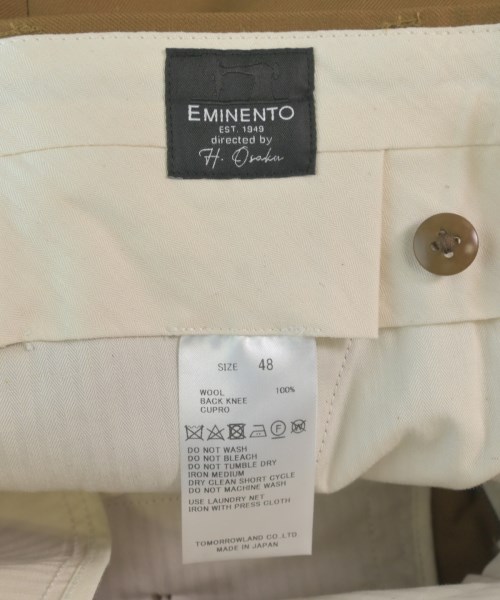 EMINENTO
EST. 1949
directed by
H. Osaku
SIZE 48
WOOL 100%
BACK KNEE
CUPRO
DO NOT WASH
DO NOT BLEACH
DO NOT TUMBLE DRY
IRON MEDIUM
DRY CLEAN SHORT CYCLE
DO NOT MACHINE WASH
USE LAUNDRY NET
IRON WITH PRESS CLOTH
TOMORROWLAND CO.,LTD
MADE IN JAPAN